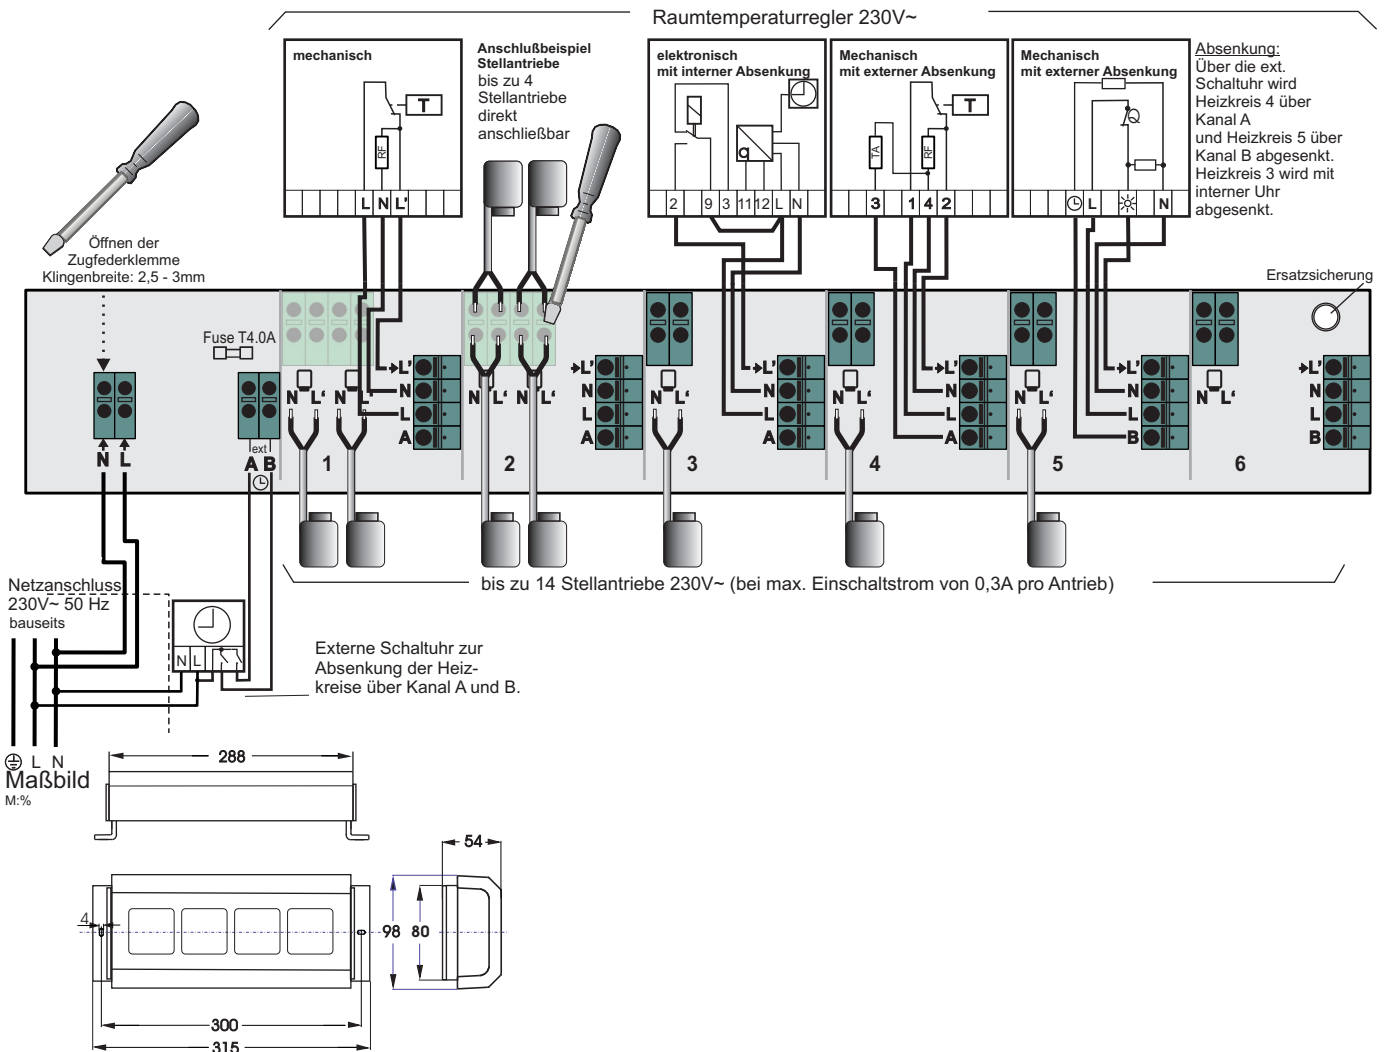 Raumtemperaturregler 230V~
mechanisch
T
RF
L N L'
Anschlußbeispiel
Stellantriebe
bis zu 4
Stellantriebe
direkt
anschließbar
elektronisch
mit interner Absenkung
q
2 9 3 11 12 L N
Mechanisch
mit externer Absenkung
T
TA
RF
3 1 4 2
Mechanisch
mit externer Absenkung
L N
Absenkung:
Über die ext.
Schaltuhr wird
Heizkreis 4 über
Kanal A
und Heizkreis 5 über
Kanal B abgesenkt.
Heizkreis 3 wird mit
interner Uhr
abgesenkt.
Öffnen der
Zugfederklemme
Klingenbreite: 2,5 - 3mm
Ersatzsicherung
Fuse T4.0A
N L
ext
A B
N L' N L'
1
L'
N
L
A
N L' N L'
2
L'
N
L
A
N L'
3
L'
N
L
A
N L'
4
L'
N
L
A
N L'
5
L'
N
L
B
N L'
6
L'
N
L
B
bis zu 14 Stellantriebe 230V~ (bei max. Einschaltstrom von 0,3A pro Antrieb)
Netzanschluss
230V~ 50 Hz
bauseits
N L
Externe Schaltuhr zur
Absenkung der Heiz-
kreise über Kanal A und B.
L N
Maßbild
M:%
288
54
4
98 80
300
315